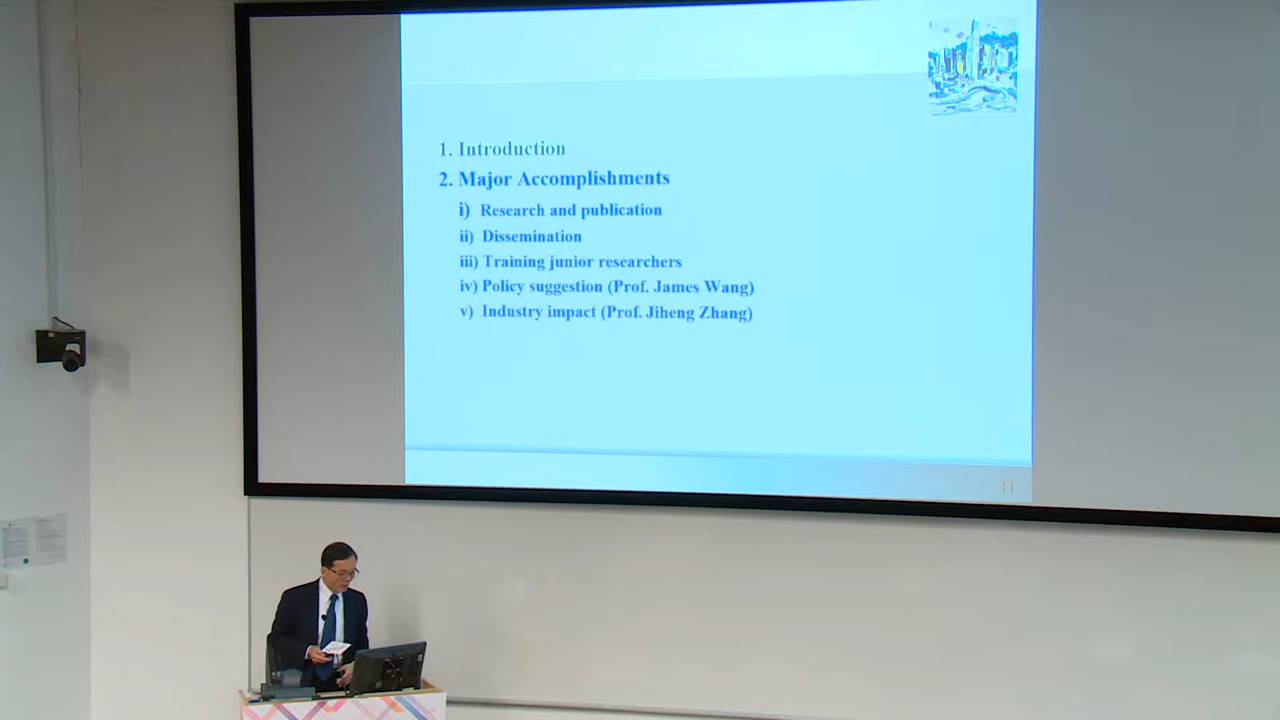 1. Introduction
2. Major Accomplishments
i) Research and publication
ii) Dissemination
iii) Training junior researchers
iv) Policy suggestion (Prof. James Wang)
v) Industry impact (Prof. Jiheng Zhang)
11